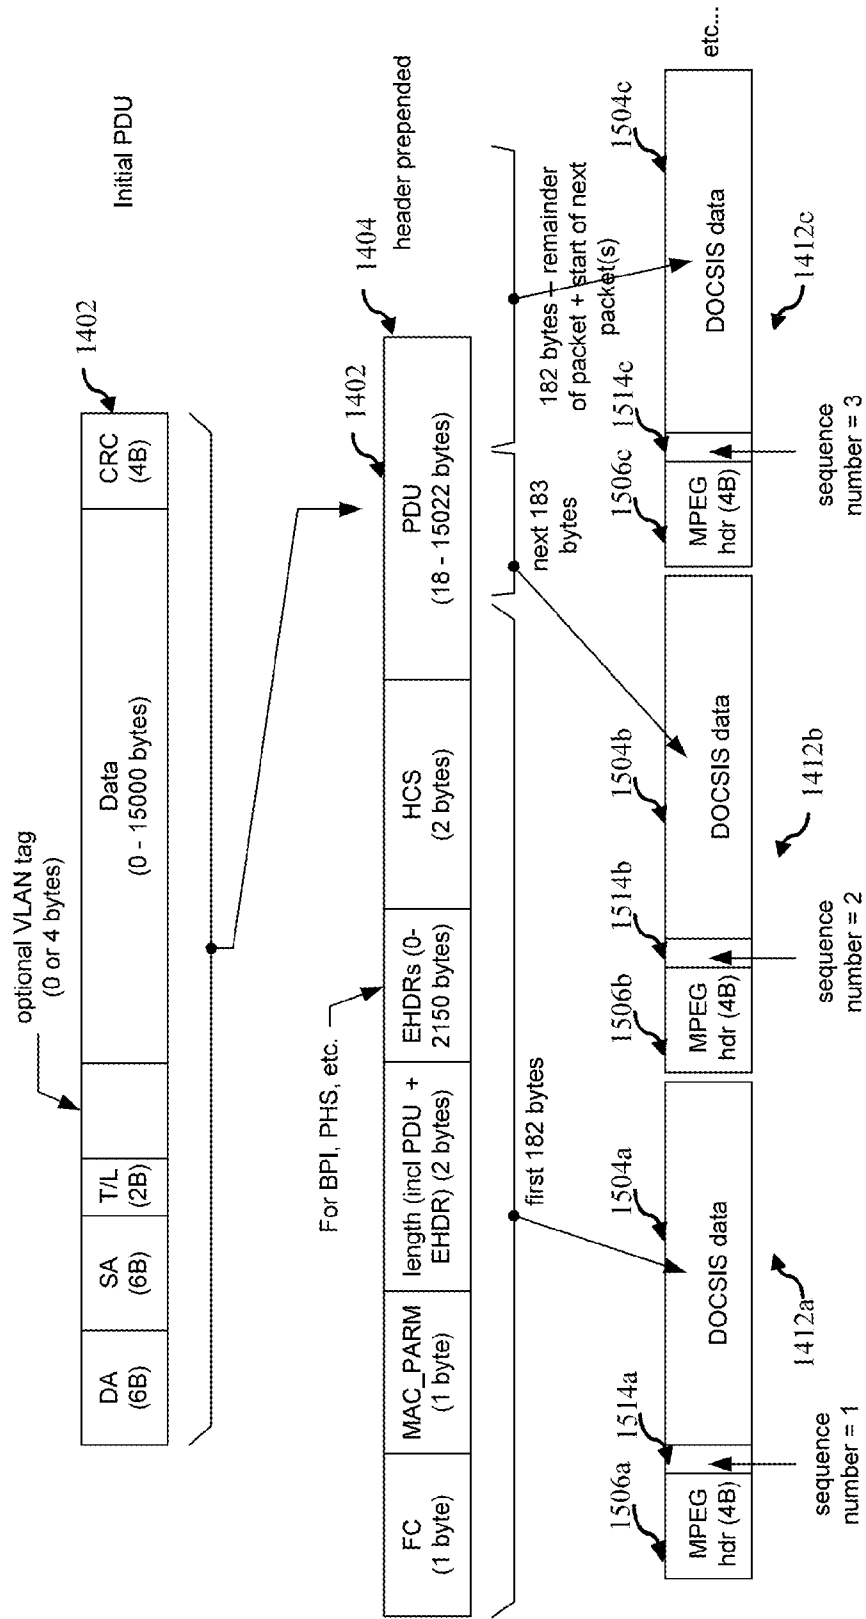 Initial PDU
1402
optional VLAN tag
(0 or 4 bytes)
DA
(6B)
SA
(6B)
T/L
(2B)
Data
(0 - 15000 bytes)
CRC
(4B)
1404
header prepended
1402
For BPI, PHS, etc.
FC
(1 byte)
MAC_PARM
(1 byte)
length (incl PDU +
EHDR) (2 bytes)
EHDRs (0-
2150 bytes)
HCS
(2 bytes)
PDU
(18 - 15022 bytes)
first 182 bytes
next 183
bytes
182 bytes – remainder
of packet + start of next
packet(s)
1506a
1514a
1504a
1506b
1514b
1504b
1506c
1514c
1504c
MPEG
hdr (4B)
DOCSIS data
MPEG
hdr (4B)
DOCSIS data
MPEG
hdr (4B)
DOCSIS data
etc...
sequence
number = 1
1412a
sequence
number = 2
1412b
sequence
number = 3
1412c